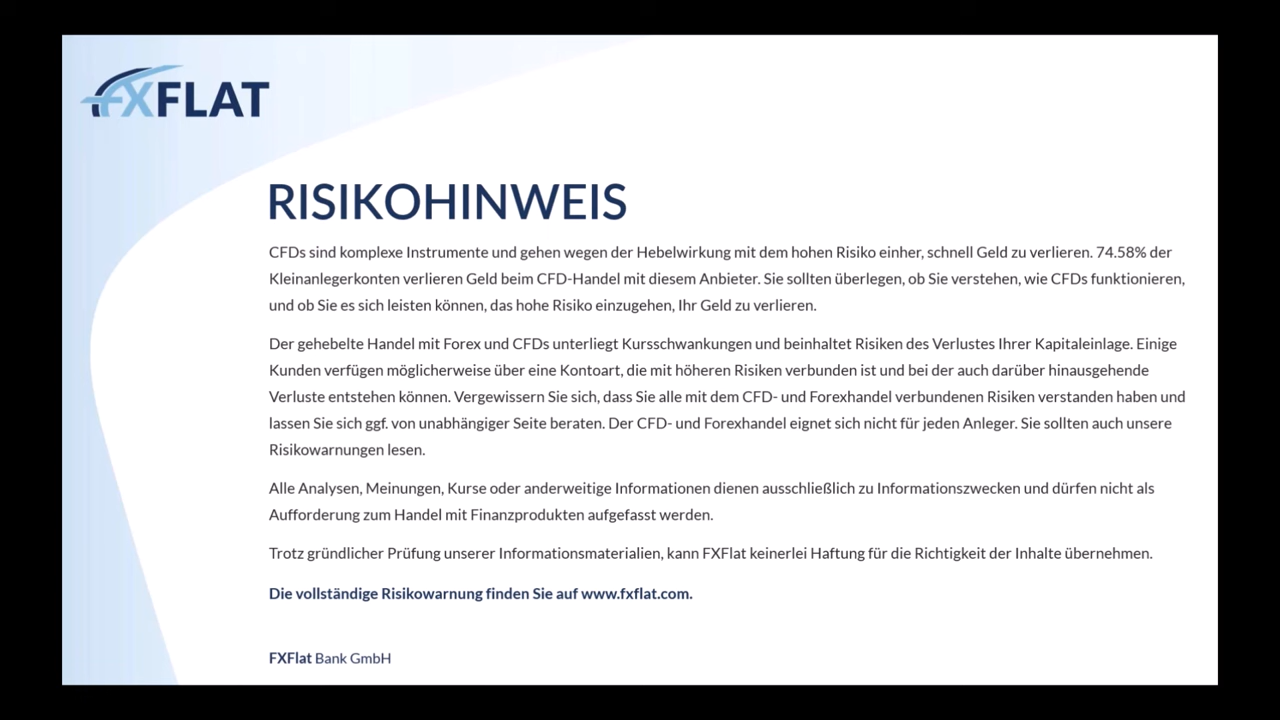 FXFLAT
RISIKOHINWEIS
CFDs sind komplexe Instrumente und gehen wegen der Hebelwirkung mit dem hohen Risiko einher, schnell Geld zu verlieren. 74.58% der
Kleinanlegerkonten verlieren Geld beim CFD-Handel mit diesem Anbieter. Sie sollten überlegen, ob Sie verstehen, wie CFDs funktionieren,
und ob Sie es sich leisten können, das hohe Risiko einzugehen, Ihr Geld zu verlieren.
Der gehebelte Handel mit Forex und CFDs unterliegt Kursschwankungen und beinhaltet Risiken des Verlustes Ihrer Kapitaleinlage. Einige
Kunden verfügen möglicherweise über eine Kontoart, die mit höheren Risiken verbunden ist und bei der auch darüber hinausgehende
Verluste entstehen können. Vergewissern Sie sich, dass Sie alle mit dem CFD- und Forexhandel verbundenen Risiken verstanden haben und
lassen Sie sich ggf. von unabhängiger Seite beraten. Der CFD- und Forexhandel eignet sich nicht für jeden Anleger. Sie sollten auch unsere
Risikowarnungen lesen.
Alle Analysen, Meinungen, Kurse oder anderweitige Informationen dienen ausschließlich zu Informationszwecken und dürfen nicht als
Aufforderung zum Handel mit Finanzprodukten aufgefasst werden.
Trotz gründlicher Prüfung unserer Informationsmaterialien, kann FXFlat keinerlei Haftung für die Richtigkeit der Inhalte übernehmen.
Die vollständige Risikowarnung finden Sie auf www.fxflat.com.
FXFlat Bank GmbH